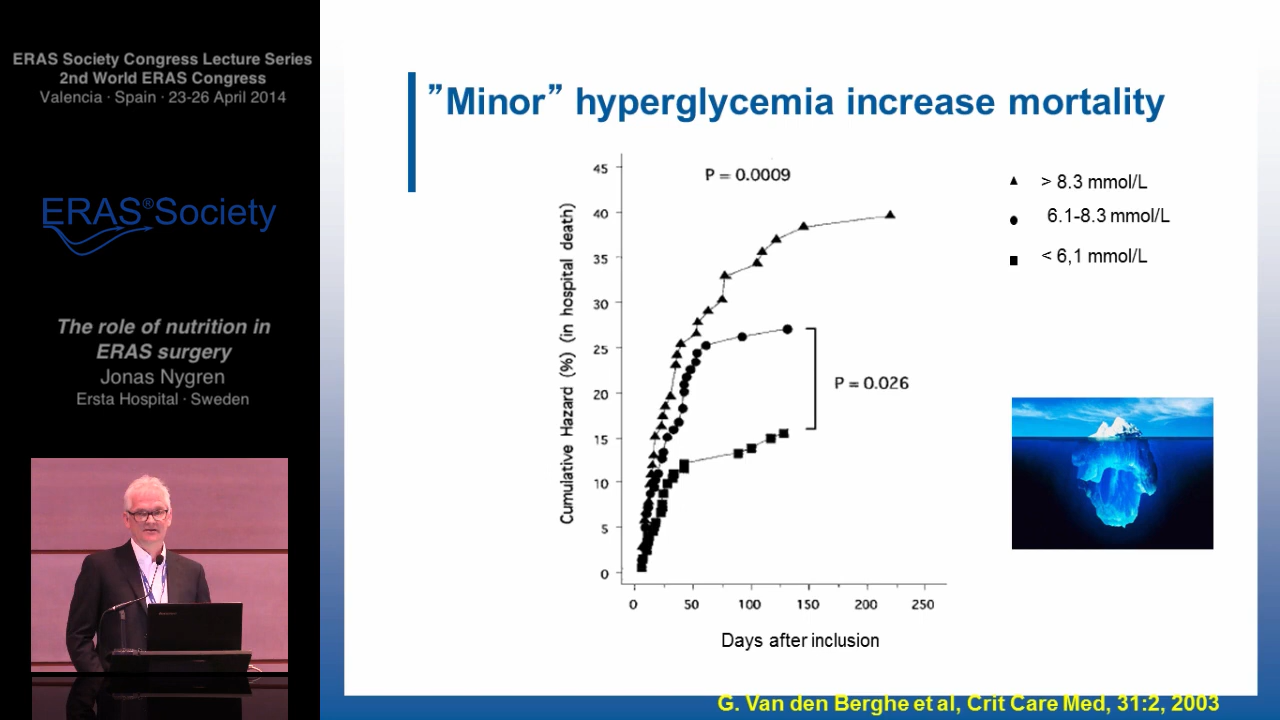 ERAS Society Congress Lecture Series
2nd World ERAS Congress
Valencia · Spain · 23-26 April 2014
ERAS®Society
The role of nutrition in
ERAS surgery
Jonas Nygren
Ersta Hospital · Sweden
”Minor” hyperglycemia increase mortality
P = 0.0009
> 8.3 mmol/L
6.1-8.3 mmol/L
< 6,1 mmol/L
Cumulative Hazard (%) (in hospital death)
45
40
35
30
25
20
15
10
5
0
P = 0.026
0 50 100 150 200 250
Days after inclusion
G. Van den Berghe et al, Crit Care Med, 31:2, 2003